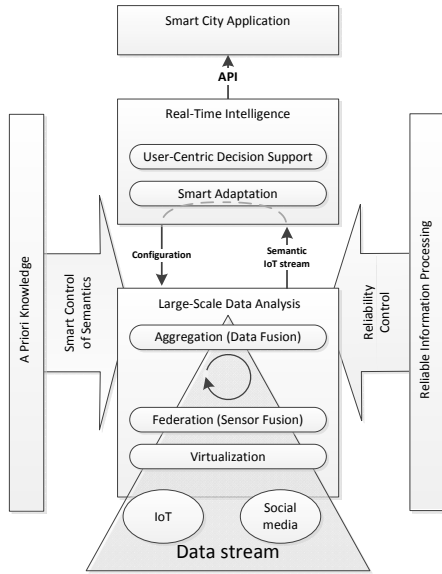 Smart City Application
API
Real-Time Intelligence
User-Centric Decision Support
Smart Adaptation
Configuration
Semantic
IoT stream
A Priori Knowledge
Smart Control
of Semantics
Large-Scale Data Analysis
Aggregation (Data Fusion)
Federation (Sensor Fusion)
Virtualization
IoT
Social
media
Data stream
Reliability
Control
Reliable Information Processing